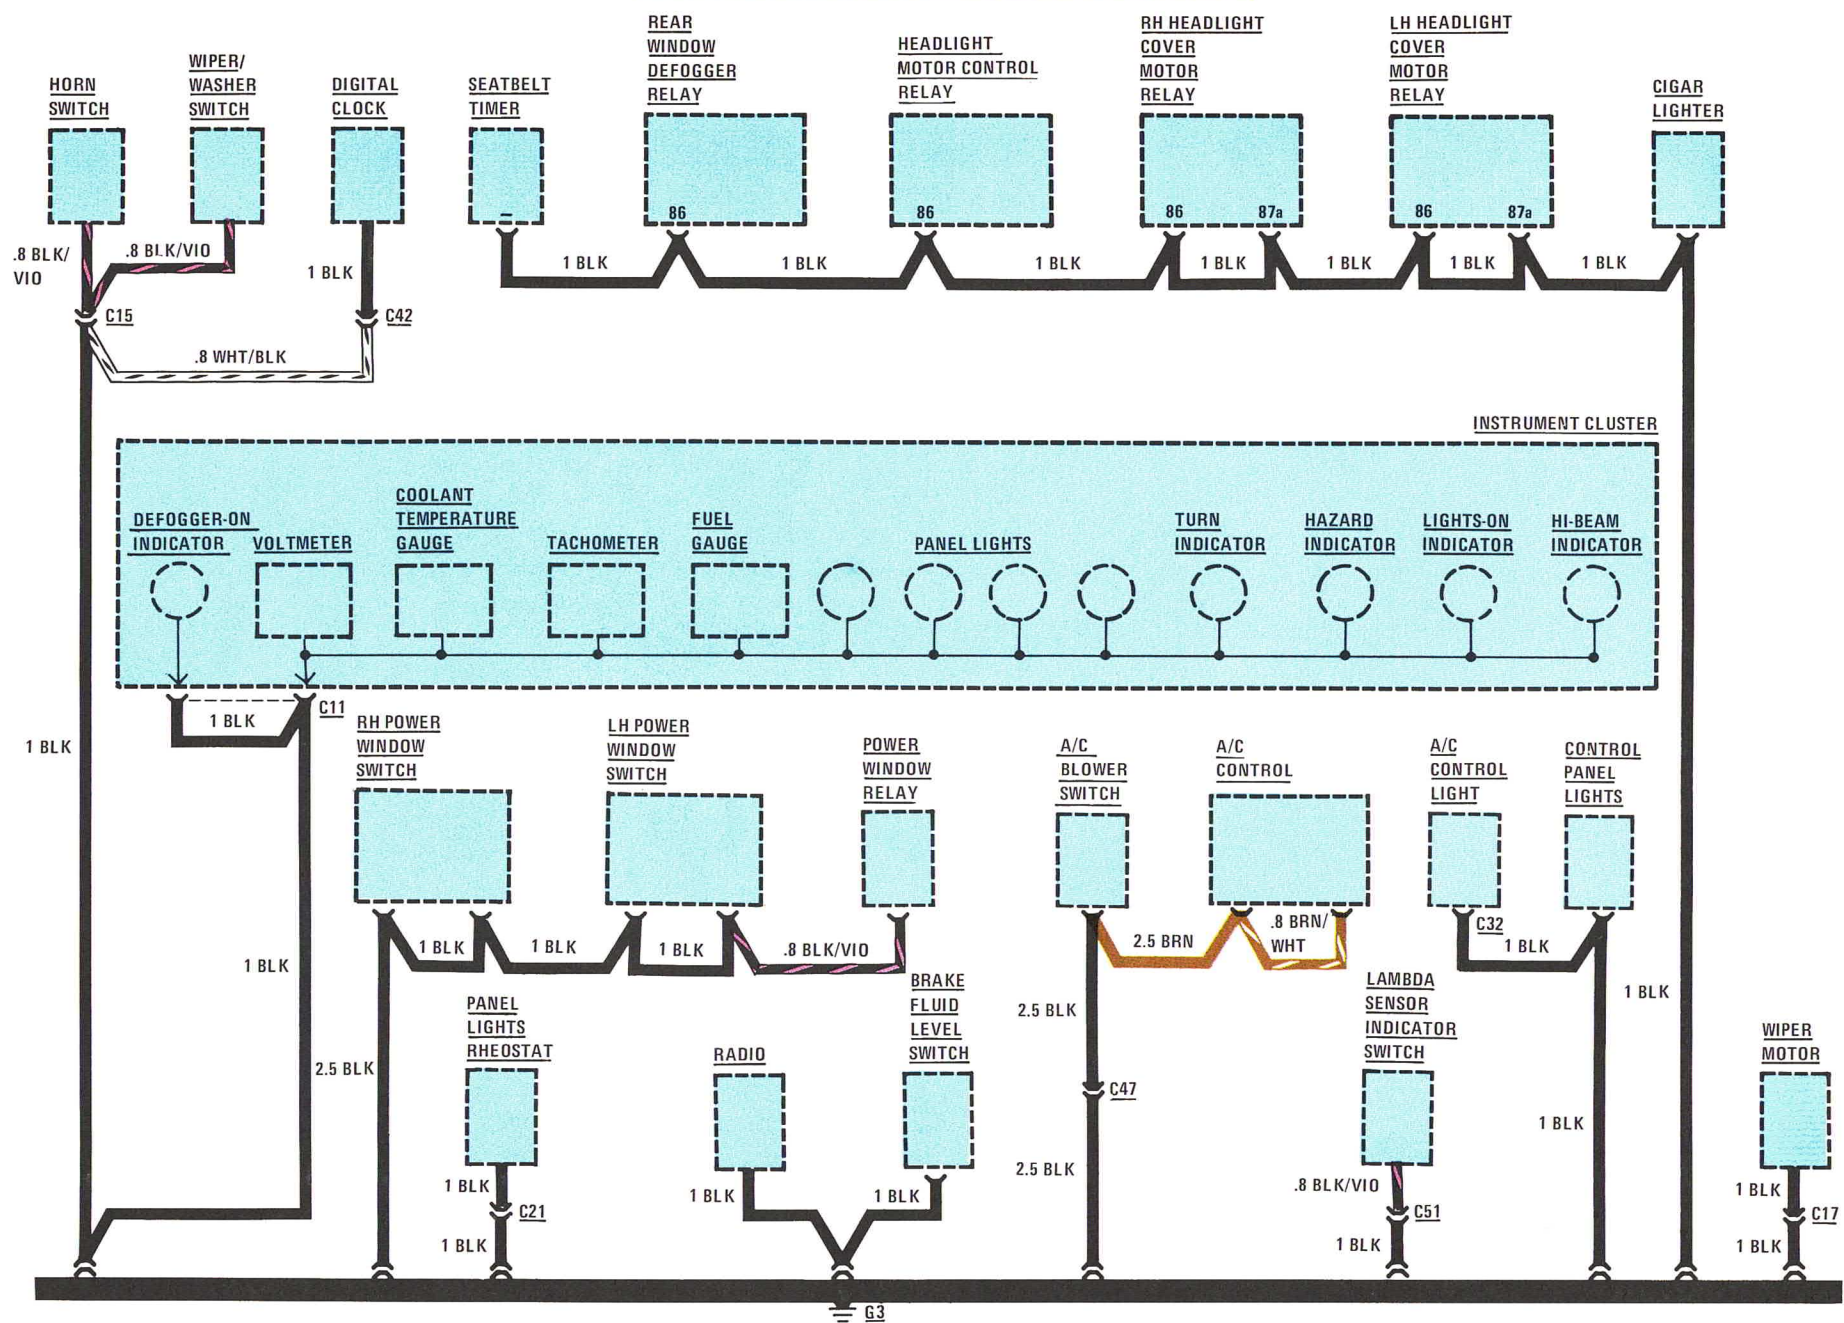 HORN
SWITCH
WIPER/
WASHER
SWITCH
DIGITAL
CLOCK
SEATBELT
TIMER
REAR
WINDOW
DEFOGGER
RELAY
HEADLIGHT
MOTOR CONTROL
RELAY
RH HEADLIGHT
COVER
MOTOR
RELAY
LH HEADLIGHT
COVER
MOTOR
RELAY
CIGAR
LIGHTER
86
86
86
87a
86
87a
.8 BLK/
VIO
.8 BLK/VIO
1 BLK
1 BLK
1 BLK
1 BLK
1 BLK
1 BLK
1 BLK
1 BLK
C15
C42
.8 WHT/BLK
INSTRUMENT CLUSTER
DEFOGGER-ON
INDICATOR
VOLTMETER
COOLANT
TEMPERATURE
GAUGE
TACHOMETER
FUEL
GAUGE
PANEL LIGHTS
TURN
INDICATOR
HAZARD
INDICATOR
LIGHTS-ON
INDICATOR
HI-BEAM
INDICATOR
1 BLK
C11
1 BLK
RH POWER
WINDOW
SWITCH
LH POWER
WINDOW
SWITCH
POWER
WINDOW
RELAY
A/C
BLOWER
SWITCH
A/C
CONTROL
A/C
CONTROL
LIGHT
CONTROL
PANEL
LIGHTS
1 BLK
1 BLK
1 BLK
1 BLK
.8 BLK/VIO
2.5 BRN
.8 BRN/
WHT
C32
1 BLK
1 BLK
2.5 BLK
2.5 BLK
PANEL
LIGHTS
RHEOSTAT
RADIO
BRAKE
FLUID
LEVEL
SWITCH
C47
LAMBDA
SENSOR
INDICATOR
SWITCH
WIPER
MOTOR
1 BLK
2.5 BLK
1 BLK
C21
1 BLK
1 BLK
1 BLK
.8 BLK/VIO
C51
1 BLK
1 BLK
C17
1 BLK
G3